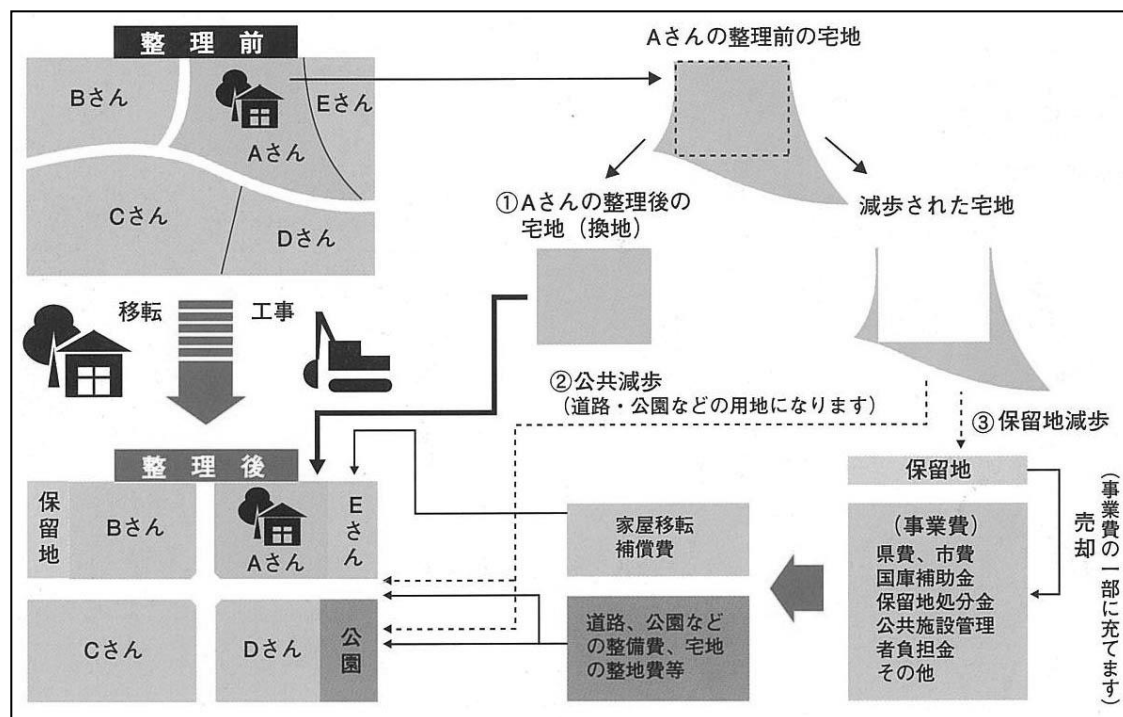 整理前
Bさん
Eさん
Aさん
Cさん
Dさん
Aさんの整理前の宅地
①Aさんの整理後の
宅地（換地）
減歩された宅地
移転
工事
②公共減歩
（道路・公園などの用地になります）
③保留地減歩
整理後
保留地
Bさん
Aさん
Eさん
Cさん
Dさん
公園
家屋移転
補償費
道路、公園など
の整備費、宅地
の整地費等
保留地
（事業費）
県費、市費
国庫補助金
保留地処分金
公共施設管理
者負担金
その他
売却
（事業費の一部に充てます）